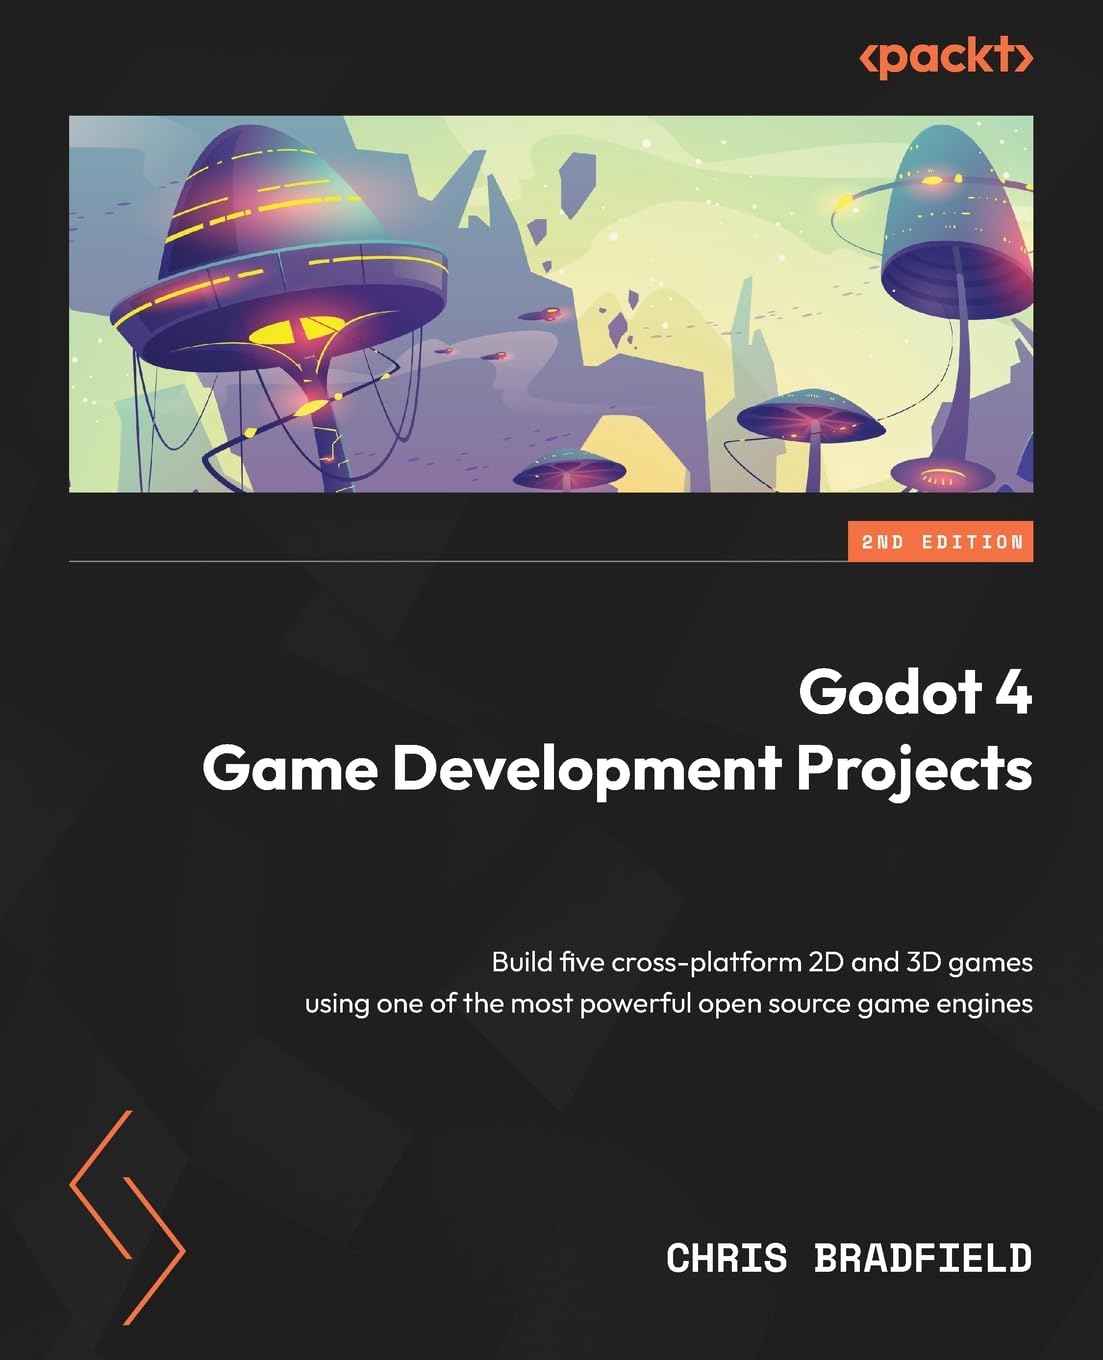 <packt>
2ND EDITION
Godot 4
Game Development Projects
Build five cross-platform 2D and 3D games
using one of the most powerful open source game engines
CHRIS BRADFIELD